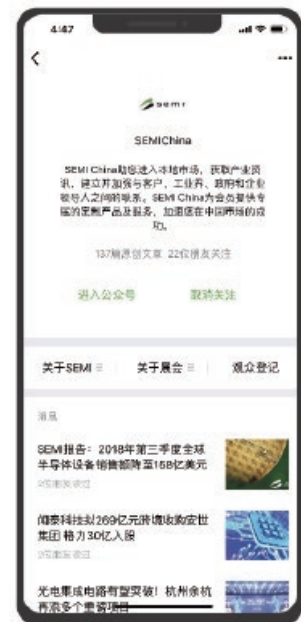 4:47
semi
SEMIChina
SEMI China助您进入本地市场，获取产业资
讯，建立并加强与客户、工业界、政府和企业
领导人之间的联系。SEMI China为会员提供专
属的定制产品及服务，加速您在中国市场的成
功。
137篇原创文章 22位朋友关注
进入公众号 取消关注
关于SEMI 关于展会 观众登记
消息
SEMI报告：2018年第三季度全球
半导体设备销售额降至158亿美元
2位朋友读过
闻泰科技拟269亿元跨境收购安世
集团 格力30亿入股
光电集成电路有望突破！杭州余杭
再添多个重磅项目